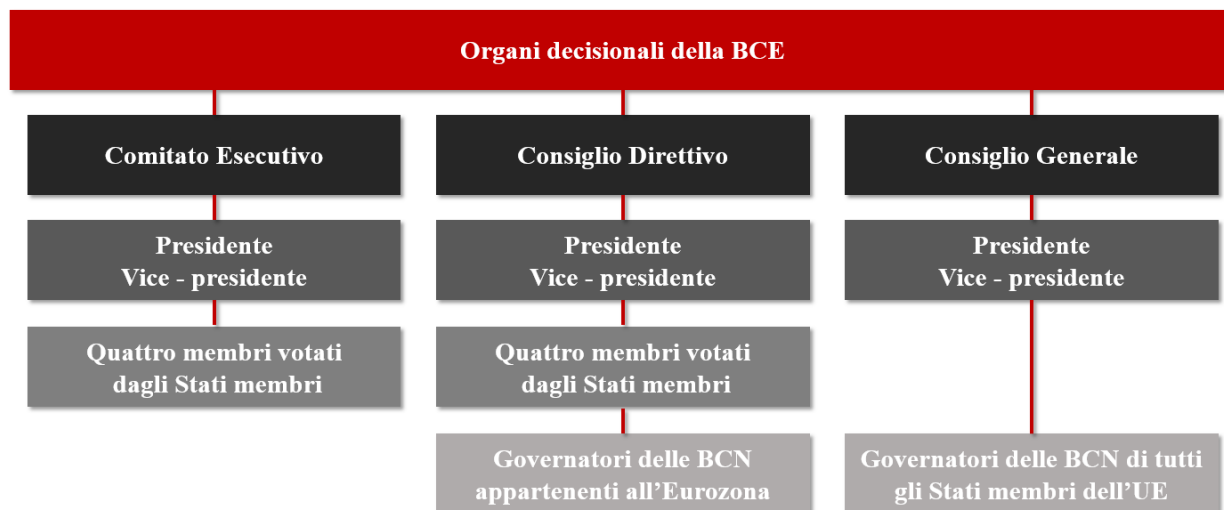 Organi decisionali della BCE
Comitato Esecutivo
Consiglio Direttivo
Consiglio Generale
Presidente
Vice - presidente
Presidente
Vice - presidente
Presidente
Vice - presidente
Quattro membri votati
dagli Stati membri
Quattro membri votati
dagli Stati membri
Governatori delle BCN
appartenenti all’Eurozona
Governatori delle BCN di tutti
gli Stati membri dell’UE